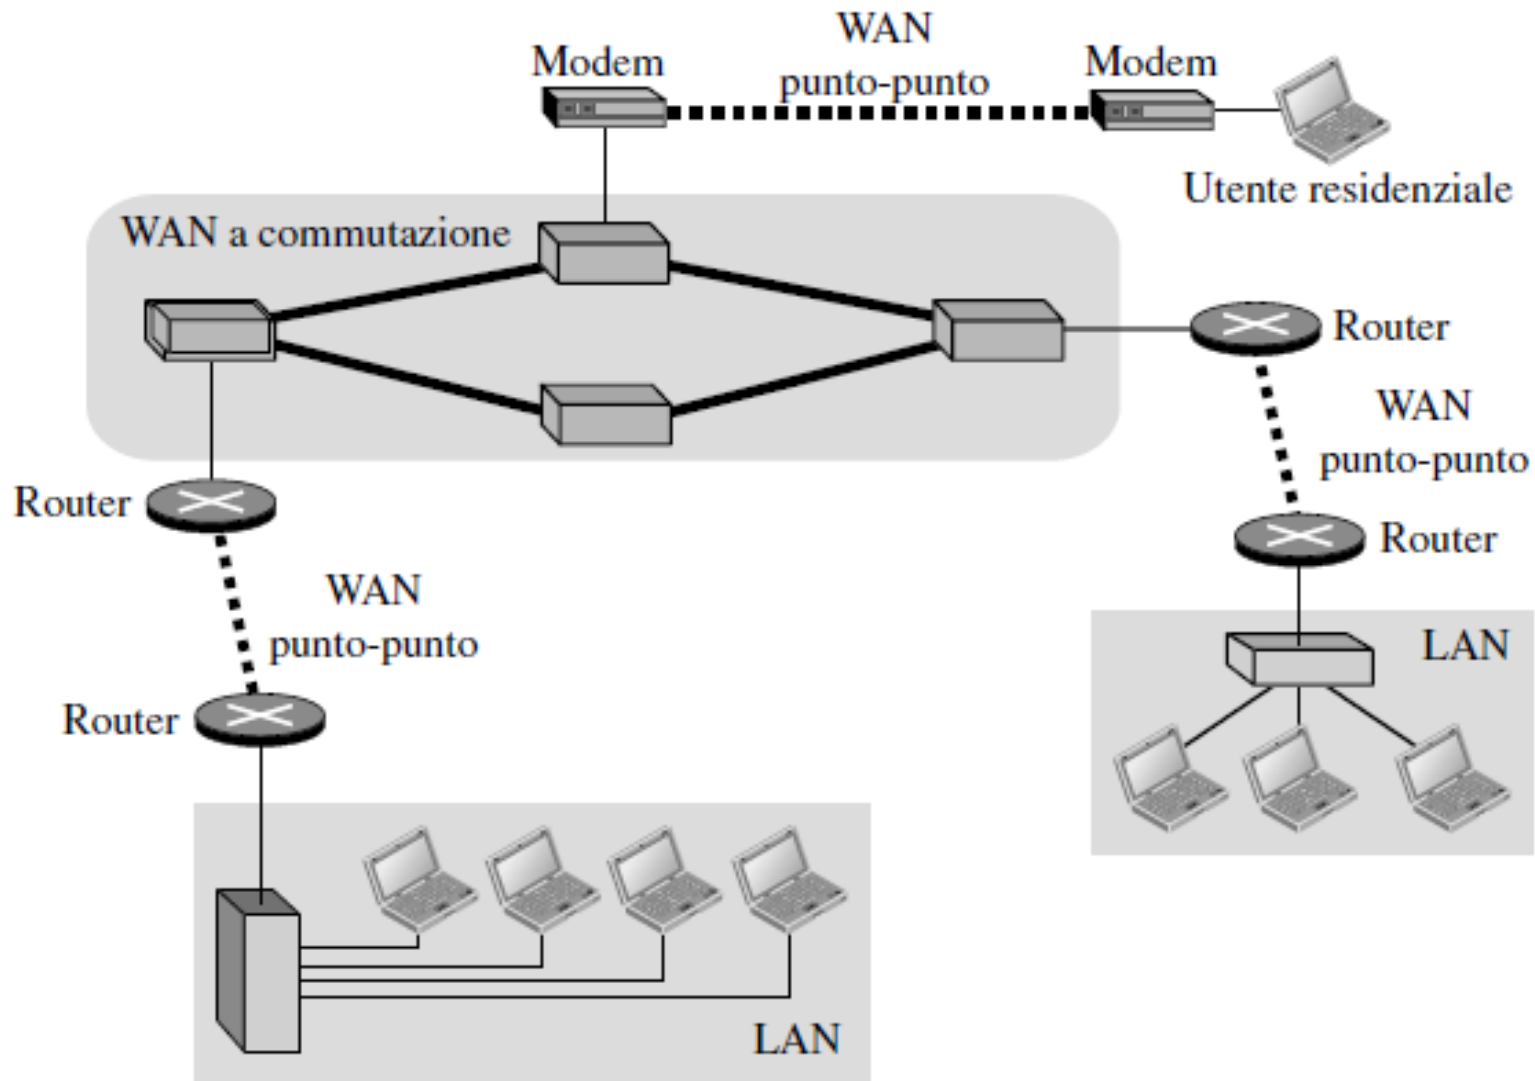 WAN
punto-punto
Modem
Modem
Utente residenziale
WAN a commutazione
Router
WAN
punto-punto
Router
Router
WAN
punto-punto
Router
LAN
LAN